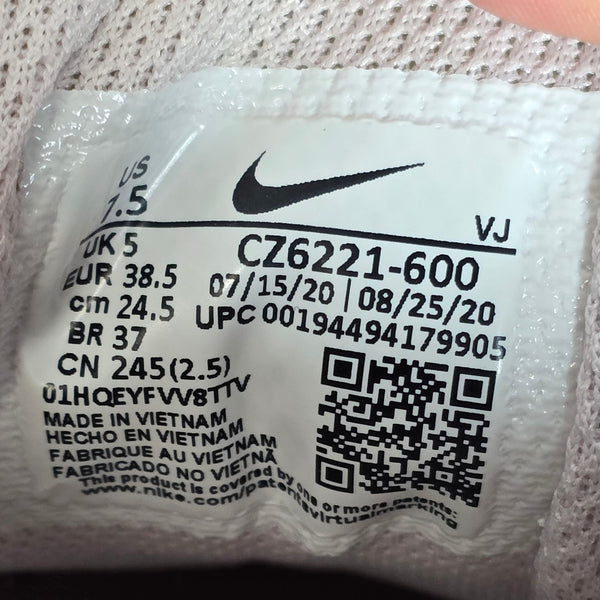 US
7.5
VJ
UK 5
CZ6221-600
EUR 38.5
07/15/20 | 08/25/20
cm 24.5
UPC 00194494179905
BR 37
CN 245(2.5)
01HQEYFVV8TTV
MADE IN VIETNAM
HECHO EN VIETNAM
FABRIQUE AU VIETNAM
FABRICADO NO VIETNÃ
This product is covered by one or more patents:
www.nike.com/patentsvirtualmarking